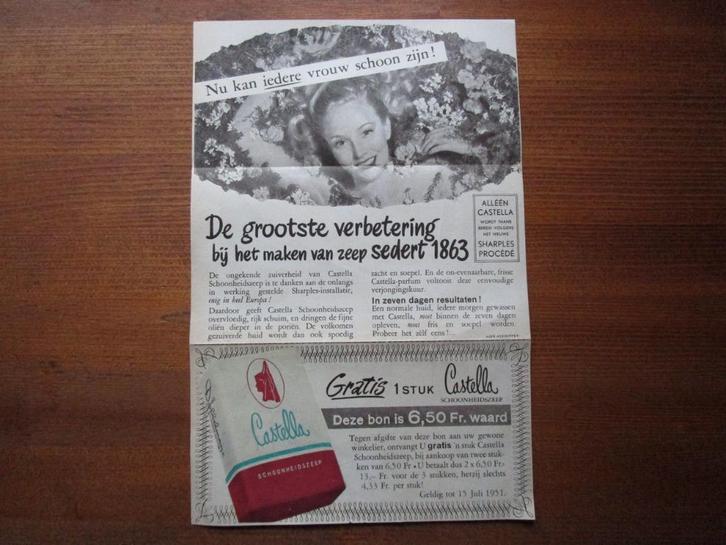 Nu kan iedere vrouw schoon zijn!
De grootste verbetering
bij het maken van zeep sedert 1863
ALLÉÉN
CASTELLA
WORDT THANS
BEREID VOLGENS
HET NIEUWE
SHARPLES
PROCÉDÉ
De ongekende zuiverheid van Castella
Schoonheidszeep is te danken aan de onlangs
in werking gestelde Sharples-installatie,
enig in heel Europa!
Daardoor geeft Castella Schoonheidszeep
overvloedig, rijk schuim, en dringen de fijne
oliën dieper in de poriën. De volkomen
gezuiverde huid wordt dan ook spoedig
zacht en soepel. En de on-evenaarbare, frisse
Castella-parfum voltooit deze eenvoudige
verjongingskuur.
In zeven dagen resultaten!
Een normale huid, iedere morgen gewassen
met Castella, moet binnen de zeven dagen
opleven, moet fris en soepel worden.
Probeer het zélf eens!...
Castella
SCHOONHEIDSZEEP
Gratis 1 STUK Castella
SCHOONHEIDSZEEP
Deze bon is 6,50 Fr. waard
Tegen afgifte van deze bon aan uw gewone
winkelier, ontvangt U gratis 'n stuk Castella
Schoonheidszeep, bij aankoop van twee stuk-
ken van 6,50 Fr. U betaalt dus 2 x 6,50 Fr=
13,- Fr. voor de 3 stukken, hetzij slechts
4,33 Fr. per stuk!
Geldig tot 15 Juli 1951.